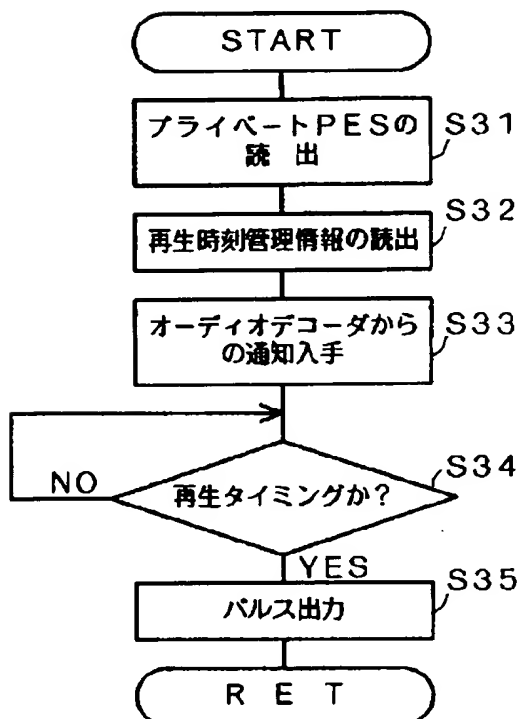 START
プライベートPESの
読 出
S31
再生時刻管理情報の読出
S32
オーディオデコーダから
の通知入手
S33
再生タイミングか？
S34
NO
YES
パルス出力
S35
R E T